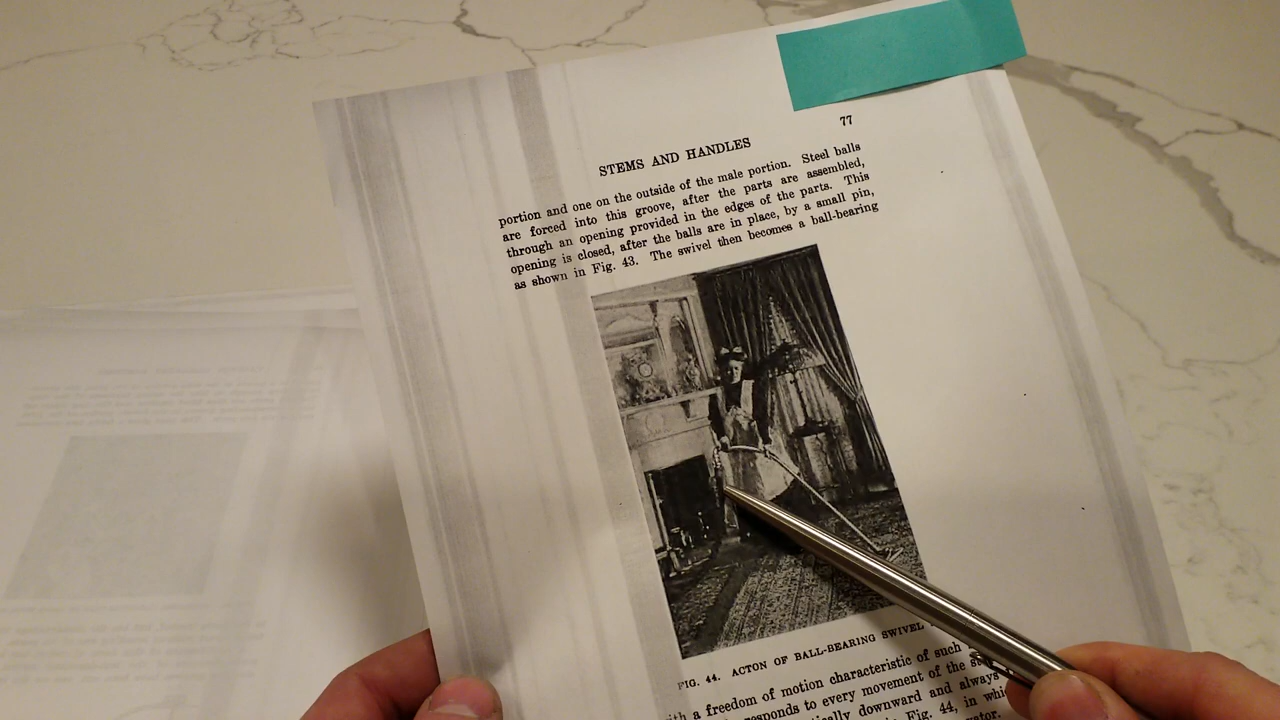 77
STEMS AND HANDLES
portion and one on the outside of the male portion. Steel balls
are forced into this groove, after the parts are assembled,
through an opening provided in the edges of the parts. This
opening is closed, after the balls are in place, by a small pin,
as shown in Fig. 43. The swivel then becomes a ball-bearing
FIG. 44. ACTON OF BALL-BEARING SWIVEL
a freedom of motion characteristic of such
responds to every movement of the
downward and always
in Fig. 44, in